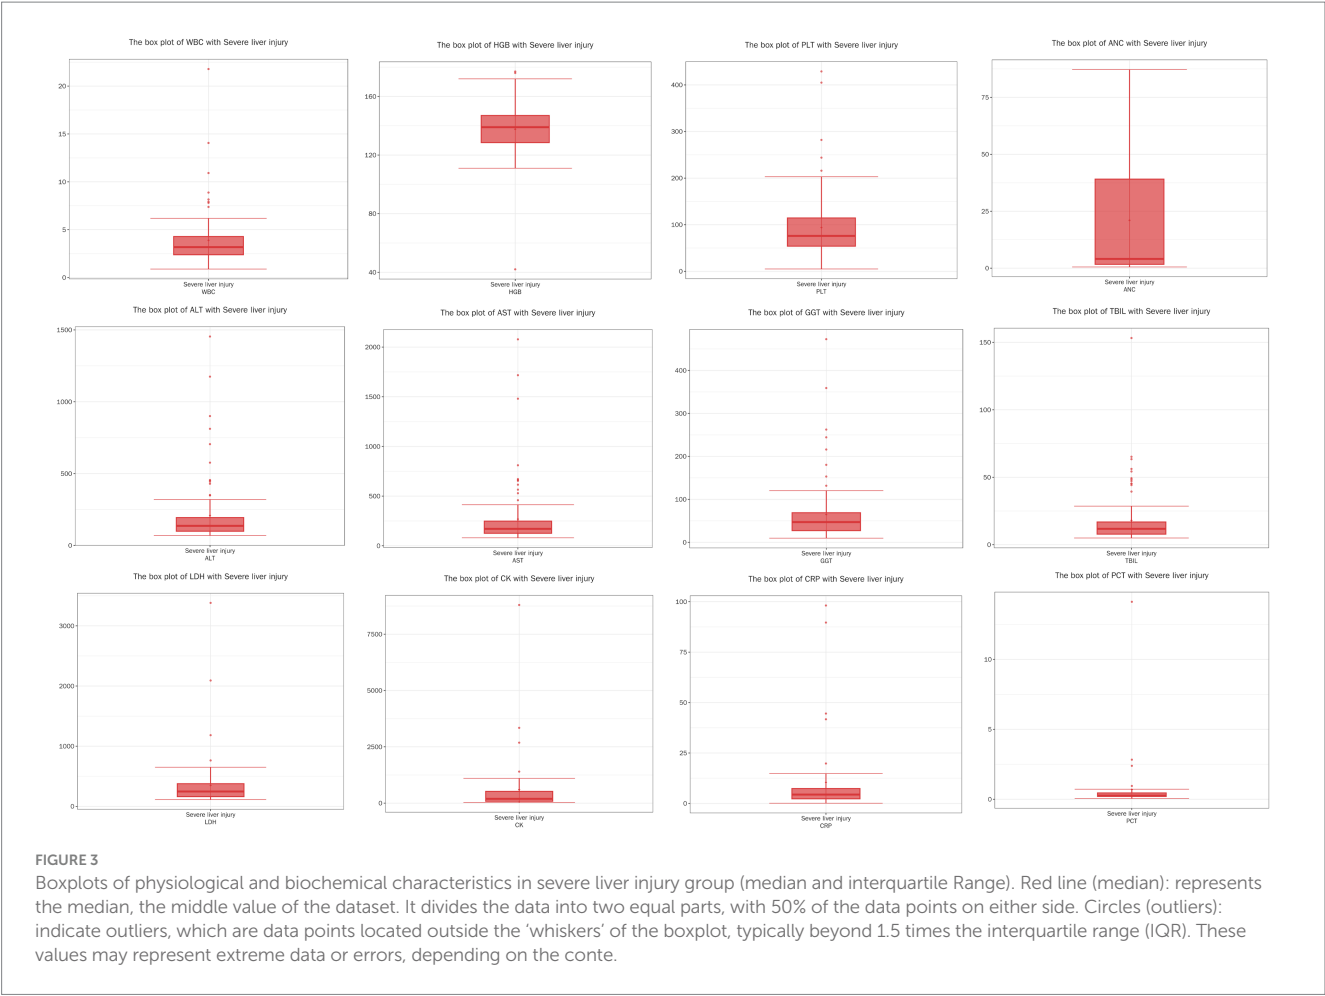 The box plot of WBC with Severe liver injury
20
15
10
5
0
Severe liver injury
WBC
The box plot of HGB with Severe liver injury
160
120
80
40
Severe liver injury
HGB
The box plot of PLT with Severe liver injury
400
300
200
100
0
Severe liver injury
PLT
The box plot of ANC with Severe liver injury
75
50
25
0
Severe liver injury
ANC
The box plot of ALT with Severe liver injury
1500
1000
500
0
Severe liver injury
ALT
The box plot of AST with Severe liver injury
2000
1500
1000
500
0
Severe liver injury
AST
The box plot of GGT with Severe liver injury
400
300
200
100
0
Severe liver injury
GGT
The box plot of TBIL with Severe liver injury
150
100
50
0
Severe liver injury
TBIL
The box plot of LDH with Severe liver injury
3000
2000
1000
0
Severe liver injury
LDH
The box plot of CK with Severe liver injury
7500
5000
2500
0
Severe liver injury
CK
The box plot of CRP with Severe liver injury
100
75
50
25
0
Severe liver injury
CRP
The box plot of PCT with Severe liver injury
10
5
0
Severe liver injury
PCT
FIGURE 3
Boxplots of physiological and biochemical characteristics in severe liver injury group (median and interquartile Range). Red line (median): represents
the median, the middle value of the dataset. It divides the data into two equal parts, with 50% of the data points on either side. Circles (outliers):
indicate outliers, which are data points located outside the ‘whiskers’ of the boxplot, typically beyond 1.5 times the interquartile range (IQR). These
values may represent extreme data or errors, depending on the conte.